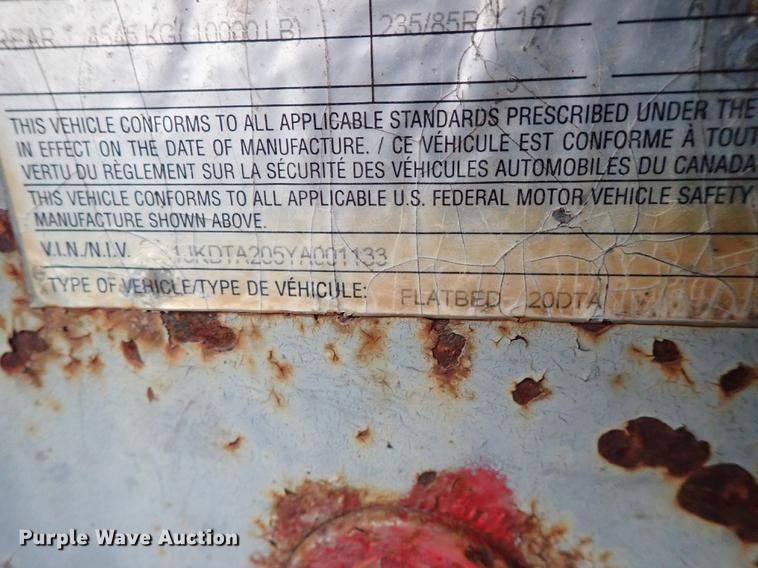 REAR 4545 KG( 10000 LB) 235/85R X 16
THIS VEHICLE CONFORMS TO ALL APPLICABLE STANDARDS PRESCRIBED UNDER THE
IN EFFECT ON THE DATE OF MANUFACTURE. / CE VÉHICULE EST CONFORME À TOUT
VERTU DU RÈGLEMENT SUR LA SÉCURITÉ DES VÉHICULES AUTOMOBILES DU CANADA
THIS VEHICLE CONFORMS TO ALL APPLICABLE U.S. FEDERAL MOTOR VEHICLE SAFETY
MANUFACTURE SHOWN ABOVE.
V.I.N./N.I.V. 1JKDTA205YA001133
TYPE OF VEHICLE/TYPE DE VÉHICULE: FLATBED 20DTA
Purple Wave Auction